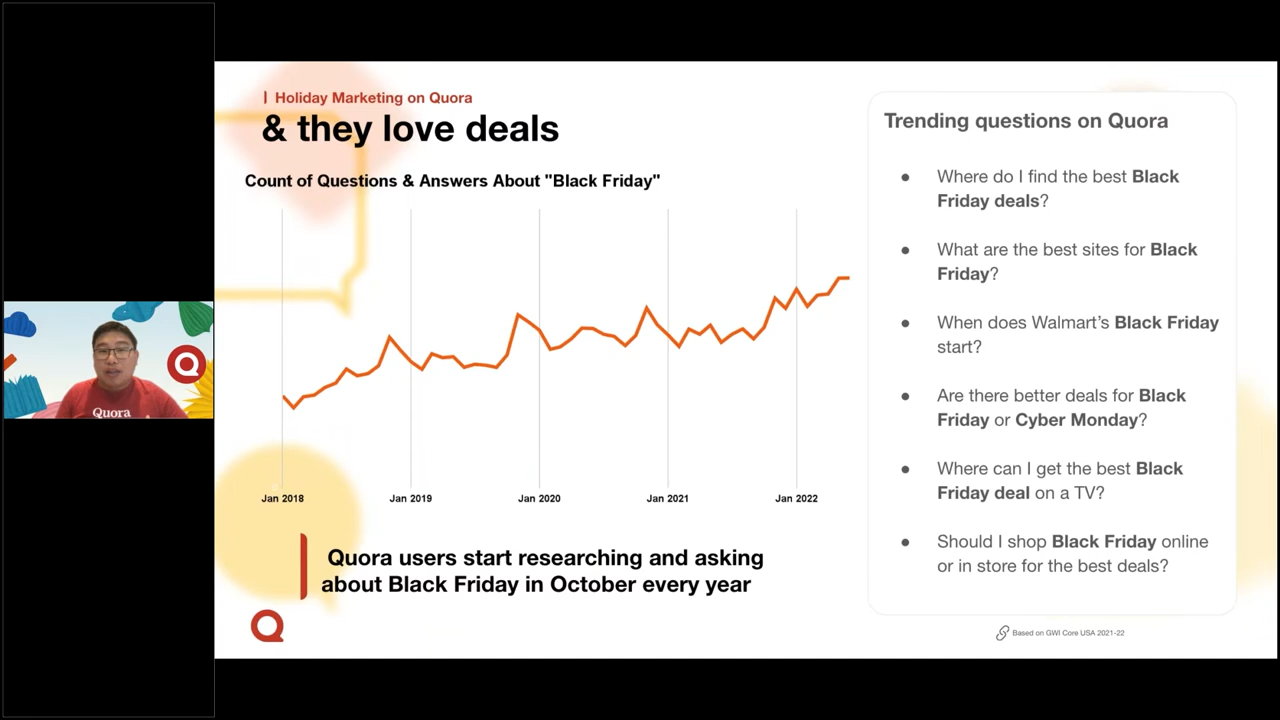 Holiday Marketing on Quora
& they love deals
Count of Questions & Answers About "Black Friday"
Jan 2018
Jan 2019
Jan 2020
Jan 2021
Jan 2022
Quora users start researching and asking
about Black Friday in October every year
Trending questions on Quora
● Where do I find the best Black
Friday deals?
● What are the best sites for Black
Friday?
● When does Walmart’s Black Friday
start?
● Are there better deals for Black
Friday or Cyber Monday?
● Where can I get the best Black
Friday deal on a TV?
● Should I shop Black Friday online
or in store for the best deals?
Based on GWI Core USA 2021-22
Quora
Q
Q